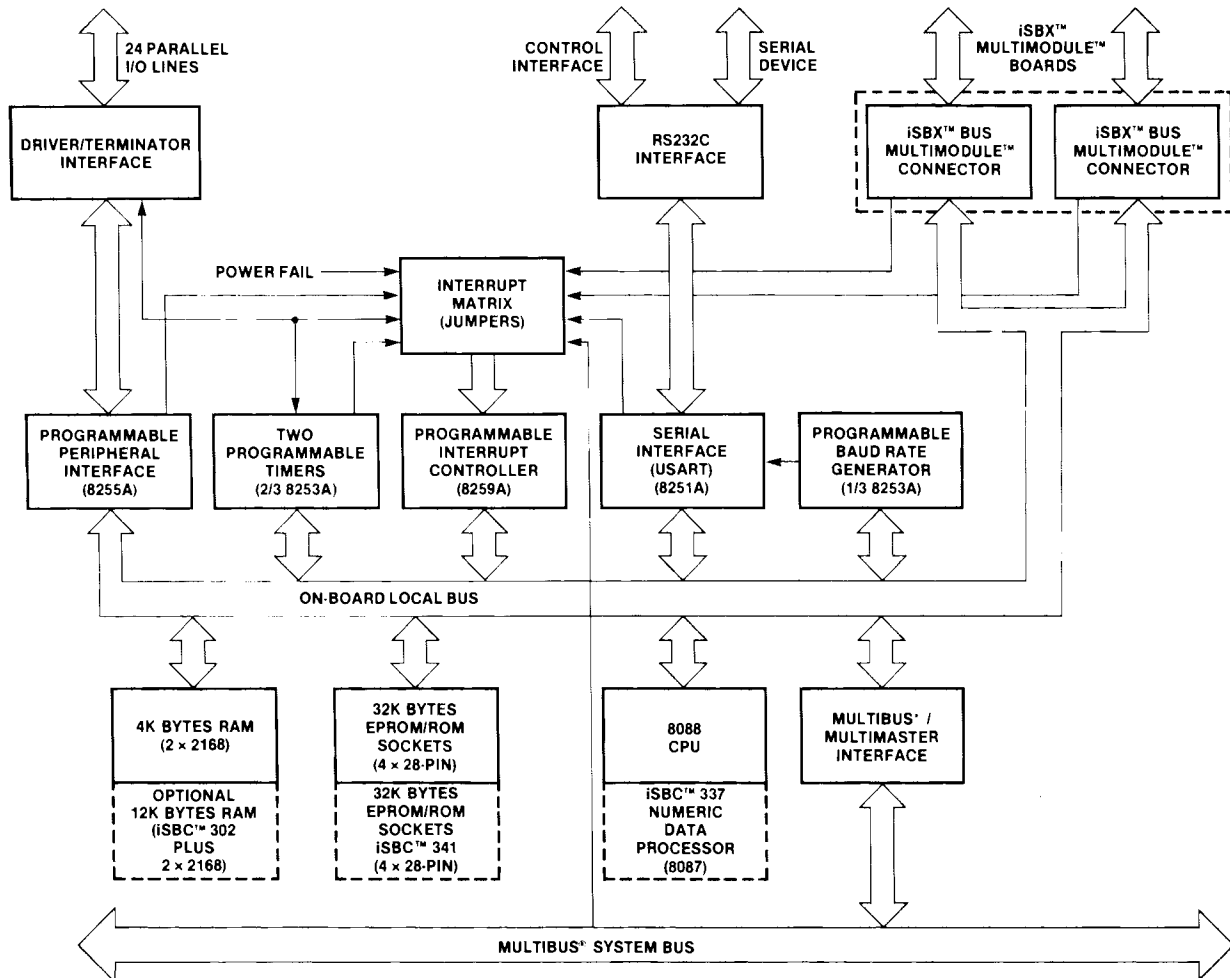 24 PARALLEL
I/O LINES
CONTROL
INTERFACE
SERIAL
DEVICE
iSBX™
MULTIMODULE™
BOARDS
DRIVER/TERMINATOR
INTERFACE
RS232C
INTERFACE
iSBX™ BUS
MULTIMODULE™
CONNECTOR
iSBX™ BUS
MULTIMODULE™
CONNECTOR
POWER FAIL
INTERRUPT
MATRIX
(JUMPERS)
PROGRAMMABLE
PERIPHERAL
INTERFACE
(8255A)
TWO
PROGRAMMABLE
TIMERS
(2/3 8253A)
PROGRAMMABLE
INTERRUPT
CONTROLLER
(8259A)
SERIAL
INTERFACE
(USART)
(8251A)
PROGRAMMABLE
BAUD RATE
GENERATOR
(1/3 8253A)
ON-BOARD LOCAL BUS
4K BYTES RAM
(2 × 2168)
32K BYTES
EPROM/ROM
SOCKETS
(4 × 28-PIN)
8088
CPU
MULTIBUS* /
MULTIMASTER
INTERFACE
OPTIONAL
12K BYTES RAM
(iSBC™ 302
PLUS
2 × 2168)
32K BYTES
EPROM/ROM
SOCKETS
iSBC™ 341
(4 × 28-PIN)
iSBC™ 337
NUMERIC
DATA
PROCESSOR
(8087)
MULTIBUS® SYSTEM BUS